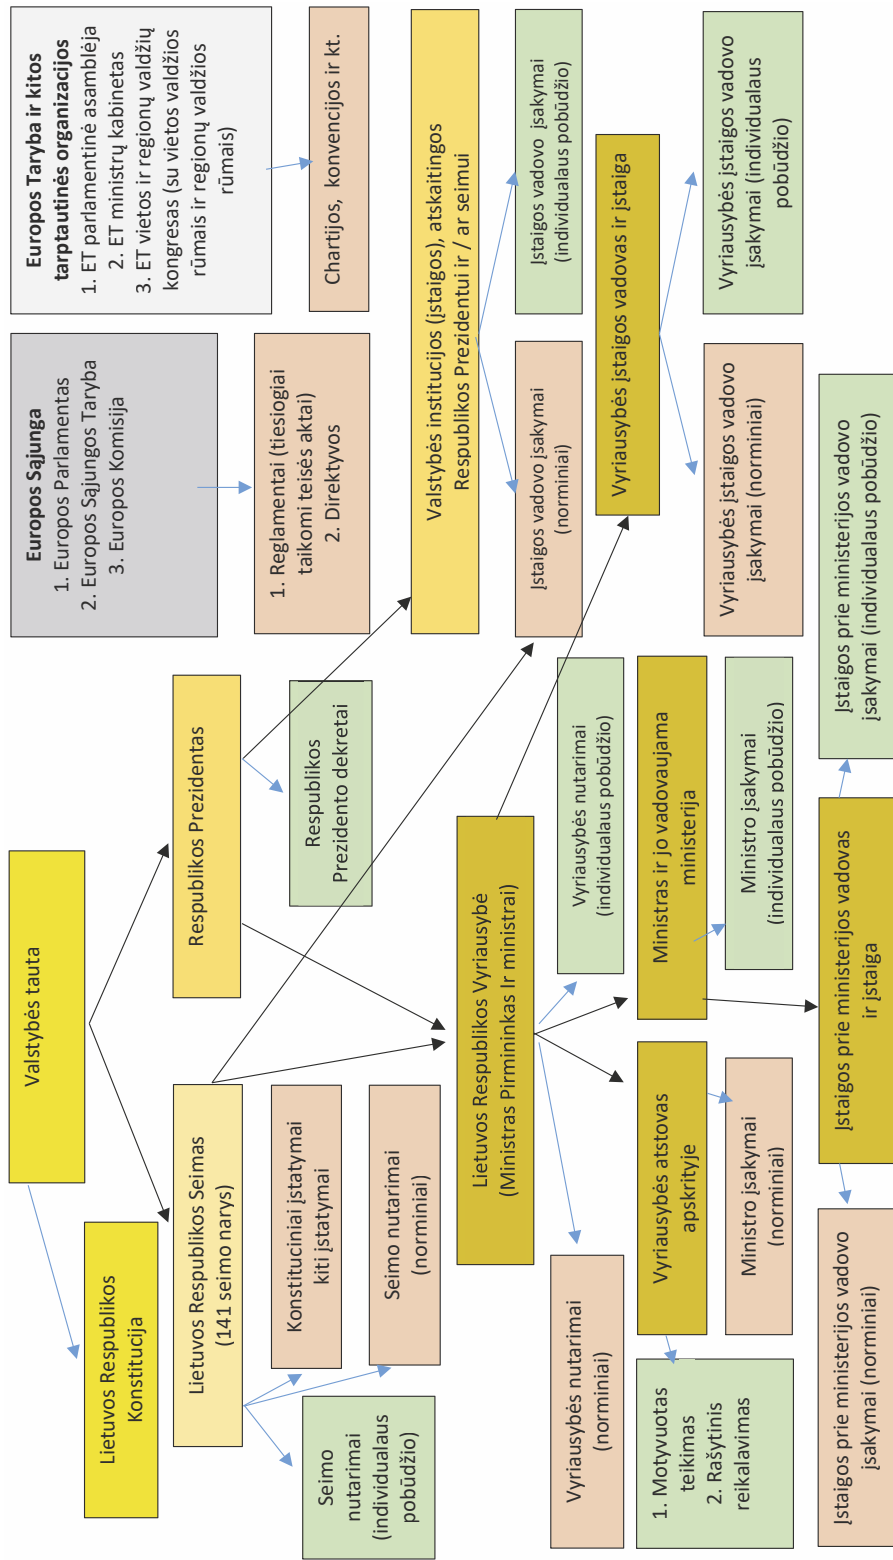 Valstybės tauta
Lietuvos Respublikos
Konstitucija
Lietuvos Respublikos Seimas
(141 seimo narys)
Respublikos Prezidentas
Europos Sąjunga
1. Europos Parlamentas
2. Europos Sąjungos Taryba
3. Europos Komisija
Europos Taryba ir kitos
tarptautinės organizacijos
1. ET parlamentinė asamblėja
2. ET ministrų kabinetas
3. ET vietos ir regionų valdžių
kongresas (su vietos valdžios
rūmais ir regionų valdžios
rūmais)
Seimo
nutarimai
(individualaus
pobūdžio)
Konstituciniai įstatymai
kiti įstatymai
Seimo nutarimai
(norminiai)
Respublikos
Prezidento dekretai
1. Reglamentai (tiesiogiai
taikomi teisės aktai)
2. Direktyvos
Chartijos, konvencijos ir kt.
Valstybės institucijos (įstaigos), atskaitingos
Respublikos Prezidentui ir / ar seimui
Lietuvos Respublikos Vyriausybė
(Ministras Pirmininkas Ir ministrai)
Įstaigos vadovo įsakymai
(norminiai)
Įstaigos vadovo įsakymai
(individualaus pobūdžio)
Vyriausybės nutarimai
(norminiai)
Vyriausybės nutarimai
(individualaus pobūdžio)
Vyriausybės įstaigos vadovas ir įstaiga
1. Motyvuotas
teikimas
2. Rašytinis
reikalavimas
Vyriausybės atstovas
apskrityje
Ministras ir jo vadovaujama
ministerija
Vyriausybės įstaigos vadovo
įsakymai (norminiai)
Vyriausybės įstaigos vadovo
įsakymai (individualaus
pobūdžio)
Ministro įsakymai
(norminiai)
Ministro įsakymai
(individualaus pobūdžio)
Įstaigos prie ministerijos vadovo
įsakymai (norminiai)
Įstaigos prie ministerijos vadovas
ir įstaiga
Įstaigos prie ministerijos vadovo
įsakymai (individualaus pobūdžio)